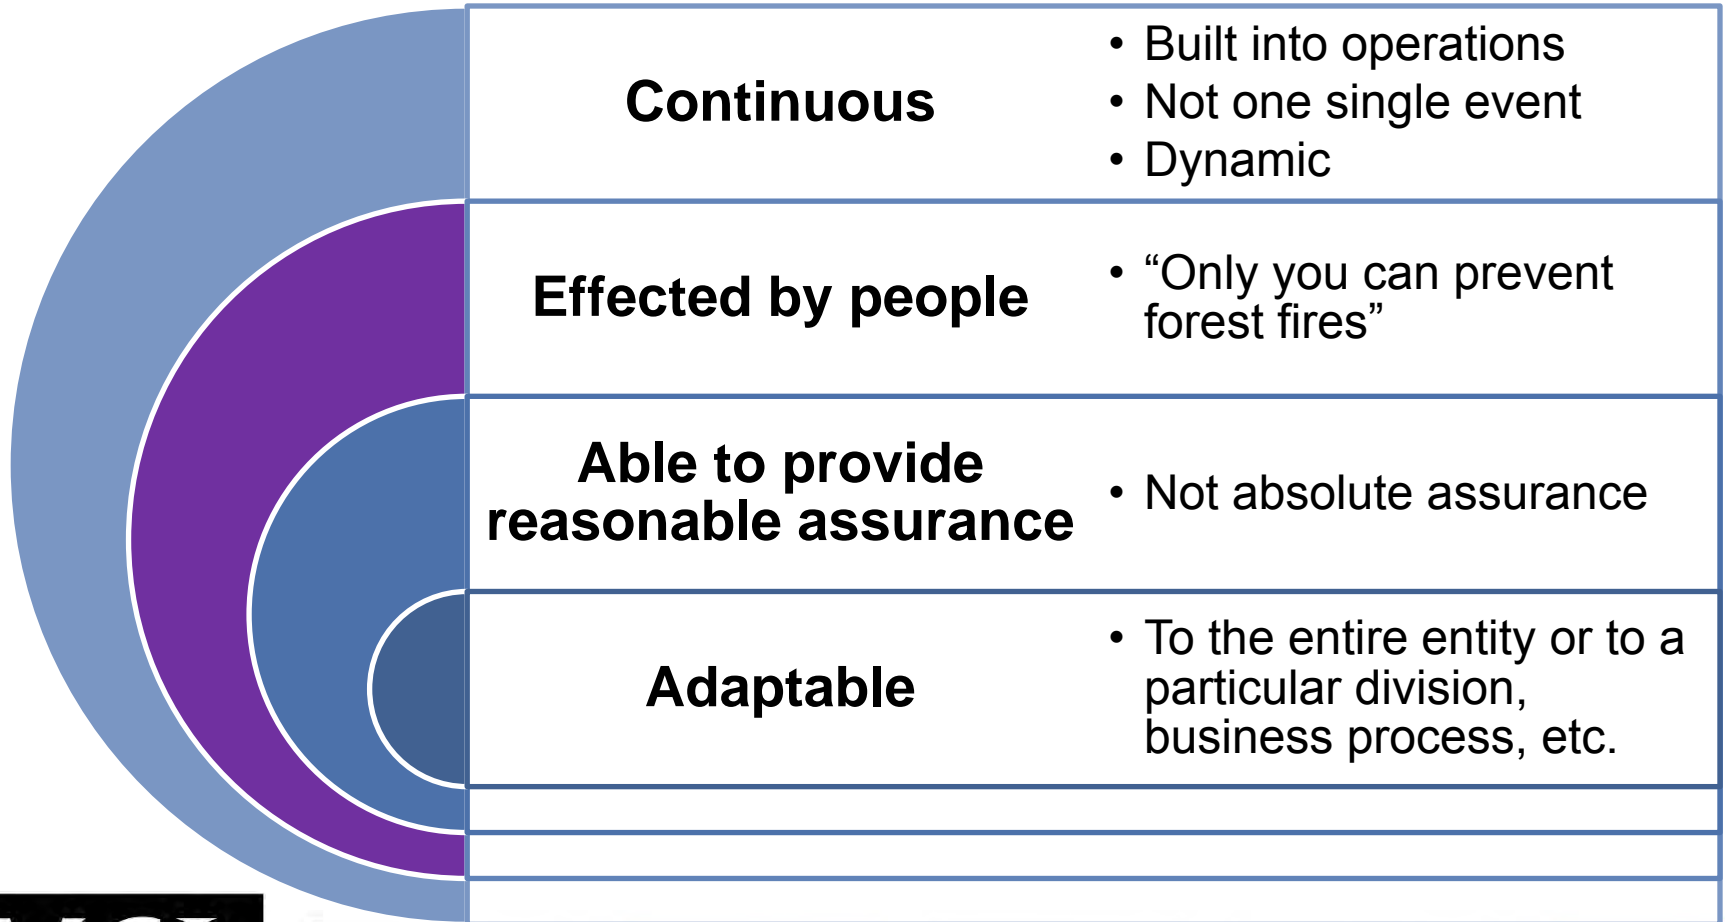 Continuous
• Built into operations
• Not one single event
• Dynamic
Effected by people
• “Only you can prevent
forest fires”
Able to provide
reasonable assurance
• Not absolute assurance
Adaptable
• To the entire entity or to a
particular division,
business process, etc.